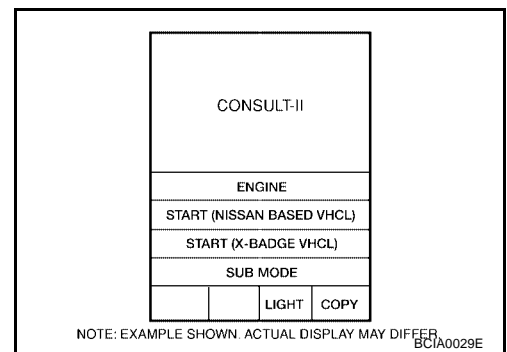 CONSULT-II
ENGINE
START (NISSAN BASED VHCL)
START (X-BADGE VHCL)
SUB MODE
LIGHT COPY
NOTE: EXAMPLE SHOWN. ACTUAL DISPLAY MAY DIFFER
BCIA0029E